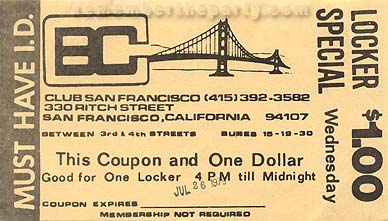 remembertheparty.com
MUST HAVE I.D.
BC
CLUB SAN FRANCISCO (415) 392-3582
330 RITCH STREET
SAN FRANCISCO, CALIFORNIA 94107
BETWEEN 3rd & 4th STREETS BUSES 15-19-30
This Coupon and One Dollar
Good for One Locker 4 PM till Midnight
JUL 26
COUPON EXPIRES
MEMBERSHIP NOT REQUIRED
LOCKER
SPECIAL
Wednesday
$1.00